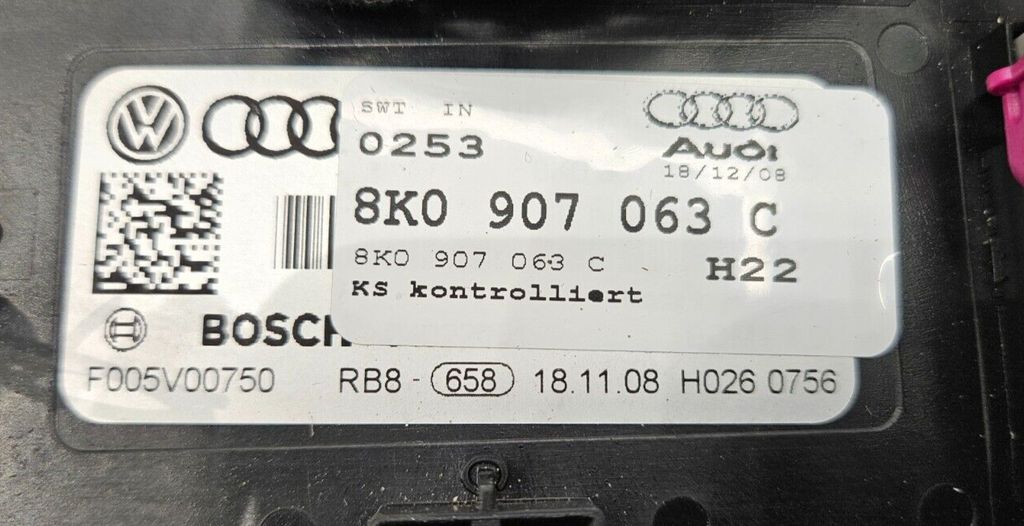 SWT IN
0253
Audi
18/12/08
8K0 907 063 C
8K0 907 063 C
H22
KS kontrolliert
BOSCH
F005V00750 RB8 - 658 18.11.08 H026 0756